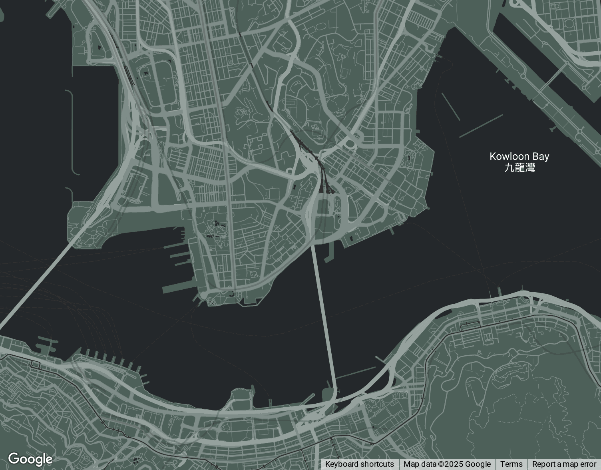 Kowloon Bay
九龍灣
Google
Keyboard shortcuts
Map data ©2025 Google
Terms
Report a map error